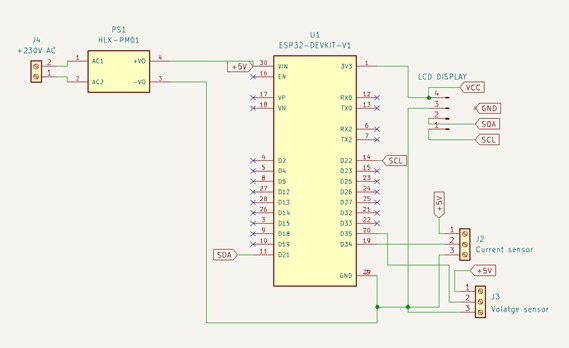 J4
+230V AC
2
1
PS1
HLK-PM01
1
AC1
+VO
4
2
AC2
-VO
3
U1
ESP32-DEVKIT-V1
+5V
30
VIN
3V3
1
16
EN
17
VP
RX0
12
18
VN
TX0
13
RX2
6
TX2
7
4
D2
D22
14
SCL
5
D4
D23
15
8
D5
D25
23
27
D12
D26
24
28
D13
D27
25
26
D14
D32
21
3
D15
D33
22
9
D18
D35
20
10
D19
D34
19
SDA
11
D21
GND
29
LCD DISPLAY
VCC
4
GND
3
2
SDA
1
SCL
+5V
1
2
3
J2
Current sensor
+5V
1
2
3
J3
Volatge sensor